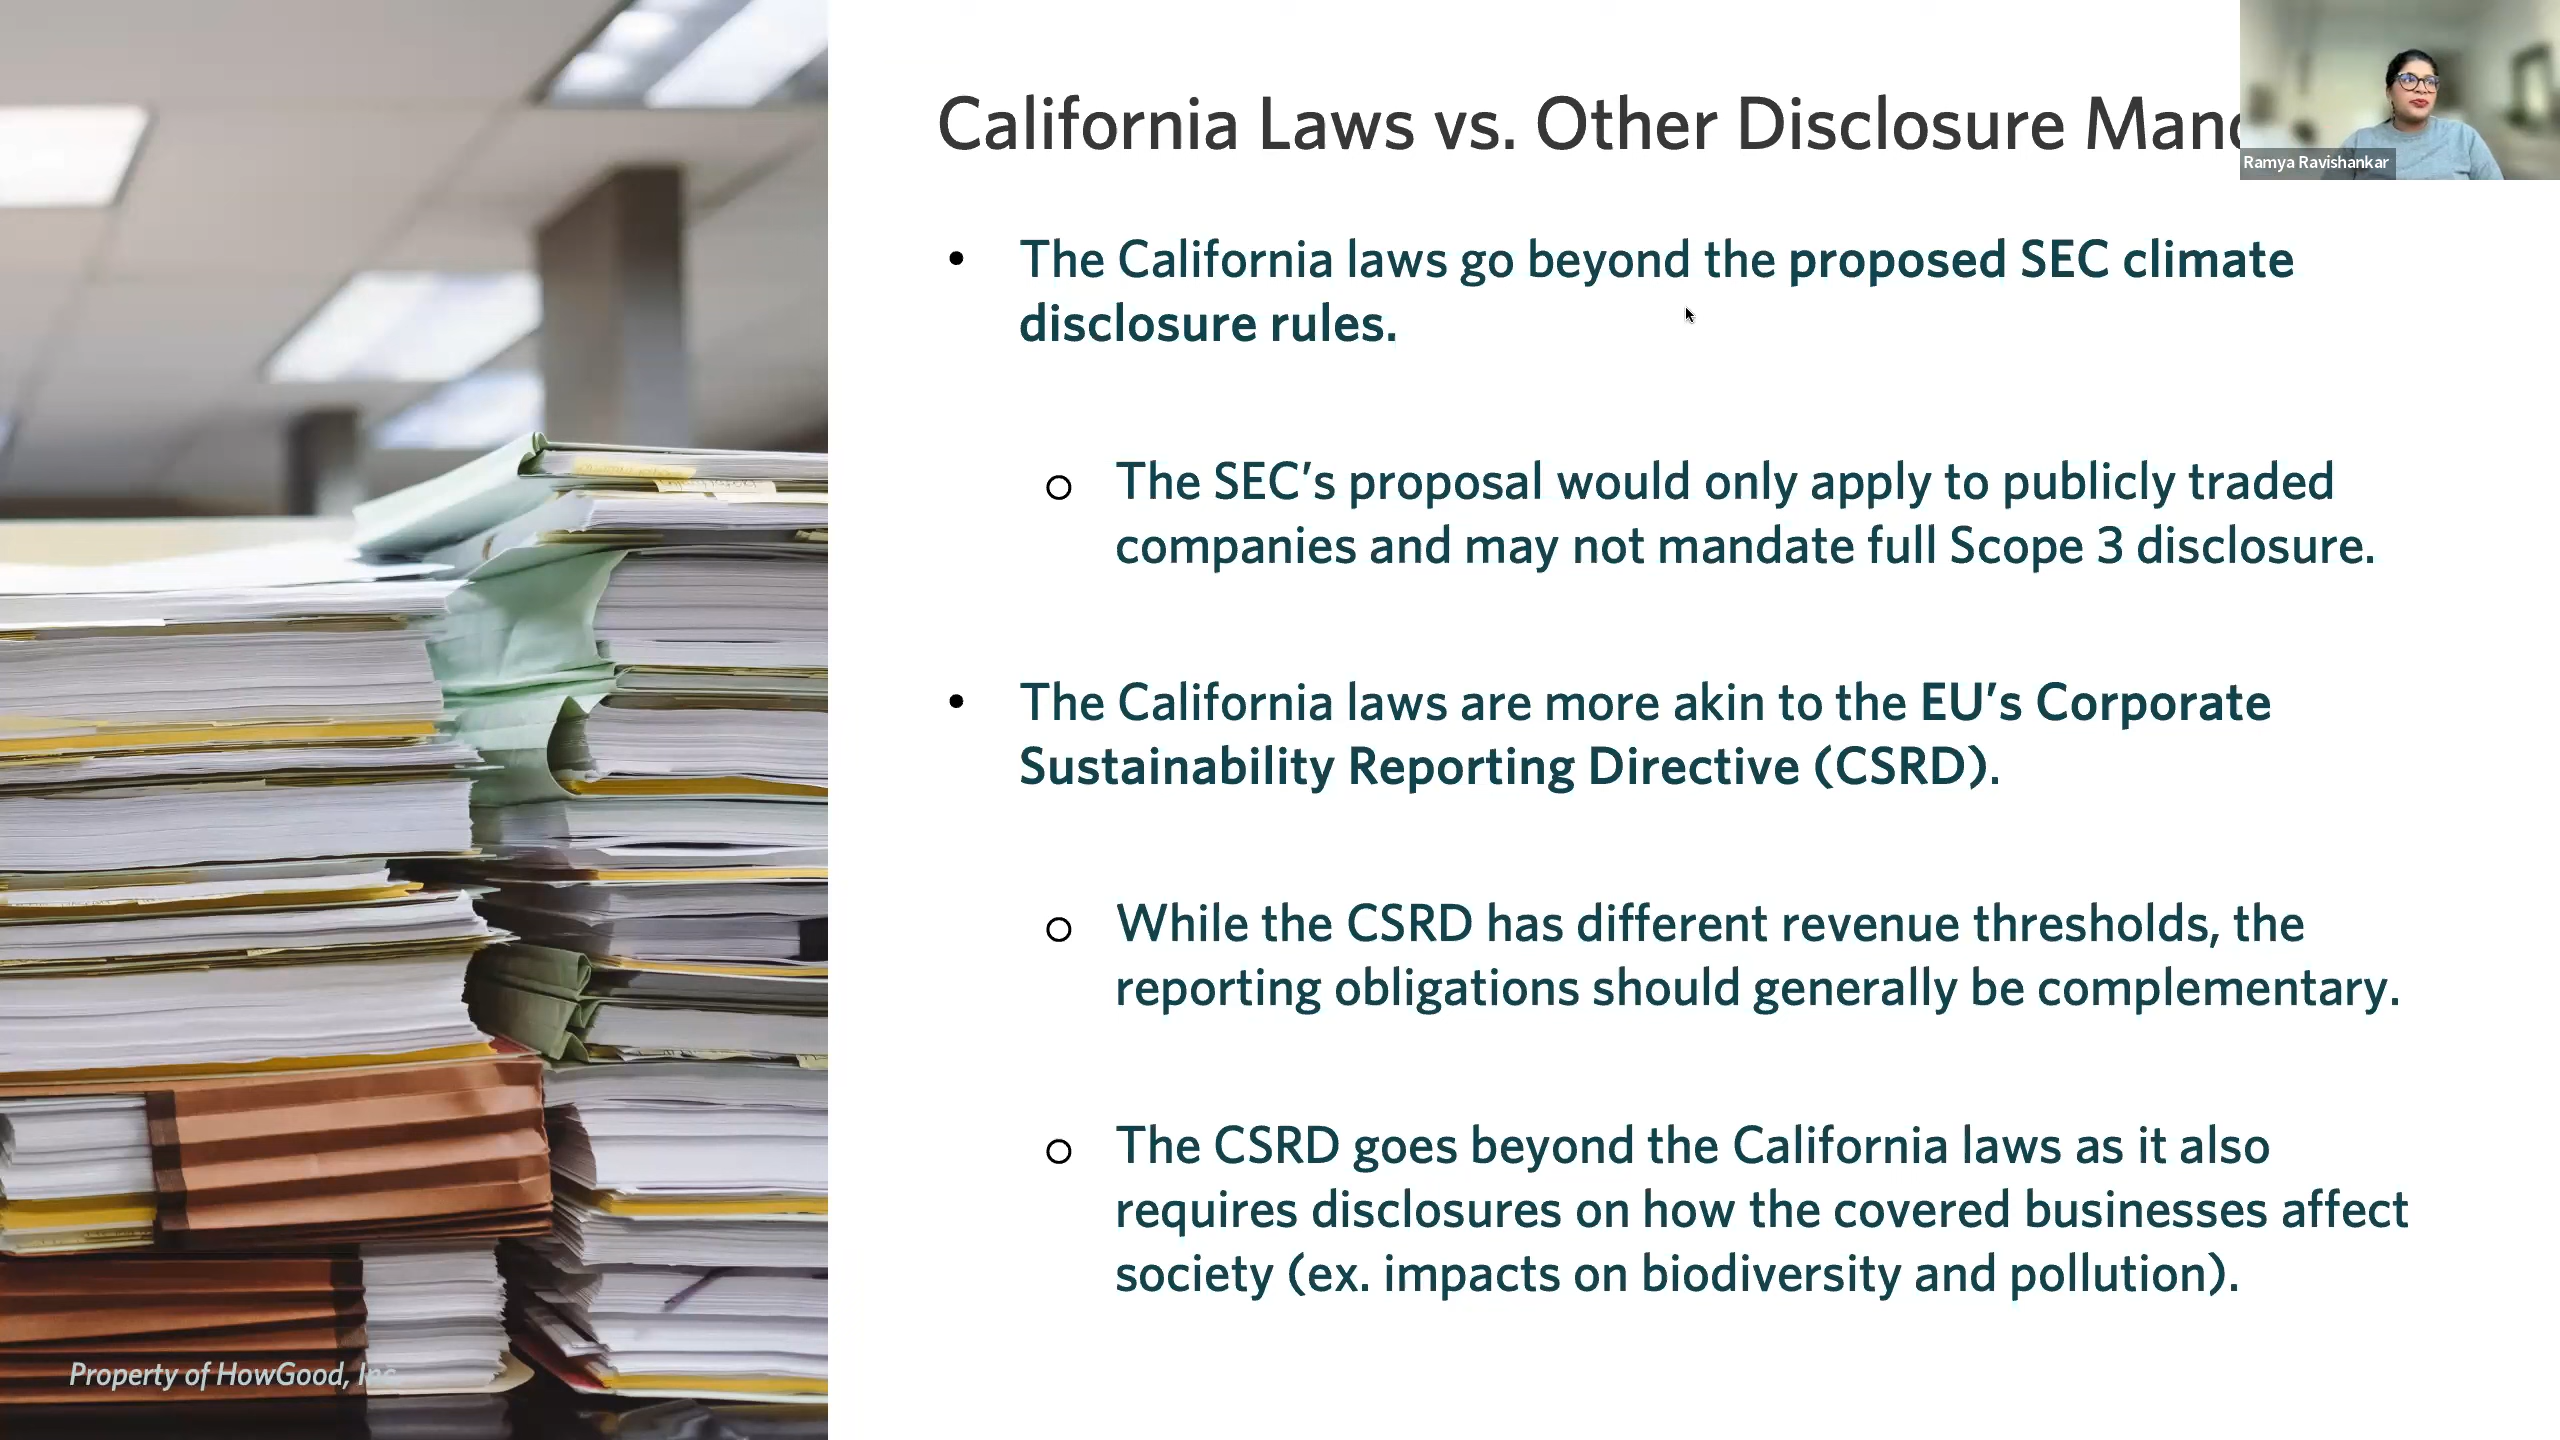 California Laws vs. Other Disclosure
Ramya Ravishankar
• The California laws go beyond the proposed SEC climate
disclosure rules.
o The SEC’s proposal would only apply to publicly traded
companies and may not mandate full Scope 3 disclosure.
• The California laws are more akin to the EU’s Corporate
Sustainability Reporting Directive (CSRD).
o While the CSRD has different revenue thresholds, the
reporting obligations should generally be complementary.
o The CSRD goes beyond the California laws as it also
requires disclosures on how the covered businesses affect
society (ex. impacts on biodiversity and pollution).
Property of HowGood, Inc.